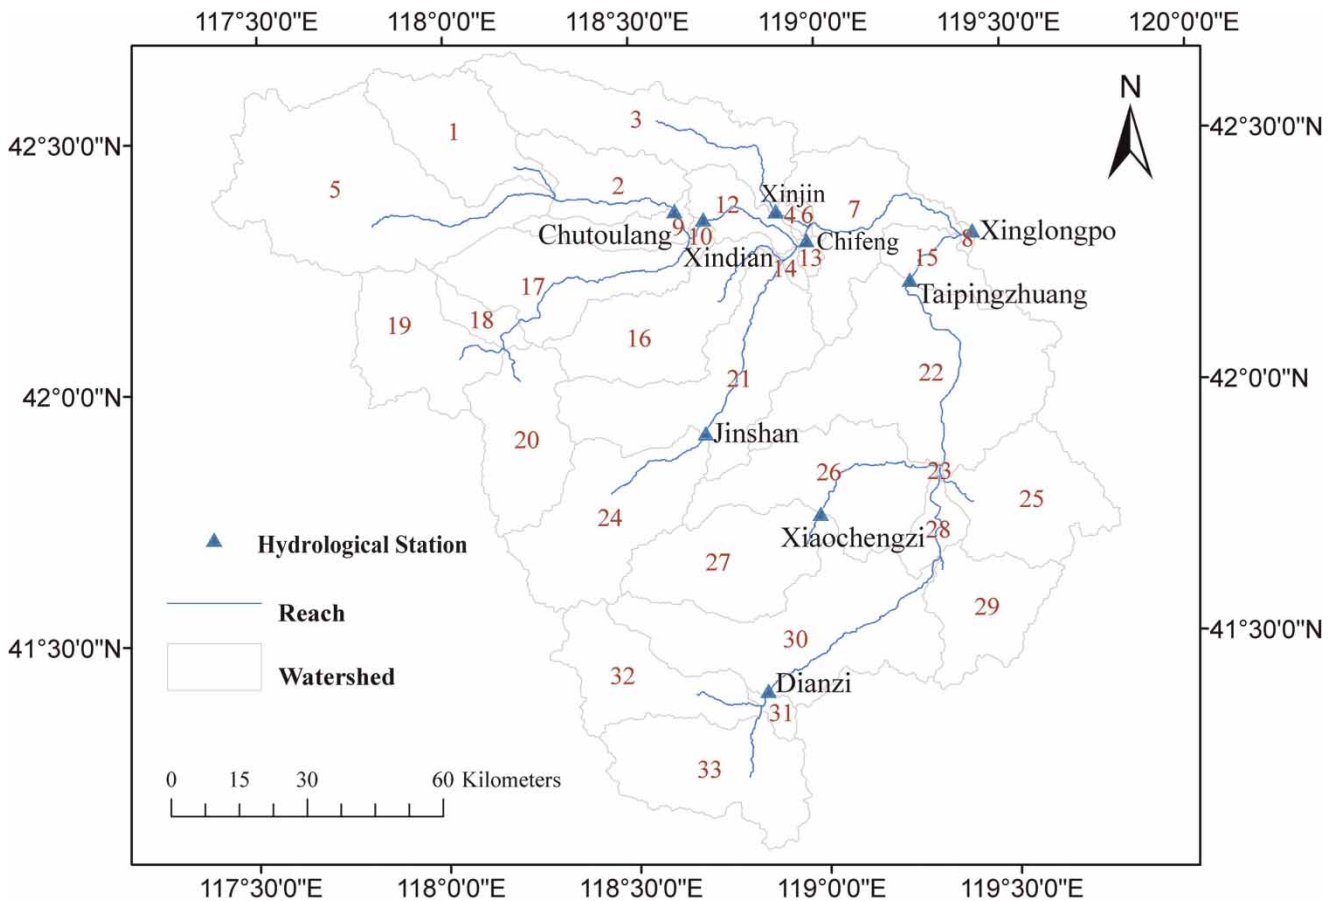 117°30'0"E 118°0'0"E 118°30'0"E 119°0'0"E 119°30'0"E 120°0'0"E
N
42°30'0"N 42°30'0"N
1
3
5
2
12
Xinjin
4 6
7
Chutoulang
9
10
Xindian
Chifeng
13
14
8
Xinglongpo
15
Taipingzhuang
17
18
19
16
21
22
42°0'0"N 42°0'0"N
20
Jinshan
24
26
23
25
Xiaochengzi
28
27
29
Hydrological Station
Reach
Watershed
41°30'0"N 41°30'0"N
30
32
Dianzi
31
33
0 15 30 60 Kilometers
117°30'0"E 118°0'0"E 118°30'0"E 119°0'0"E 119°30'0"E